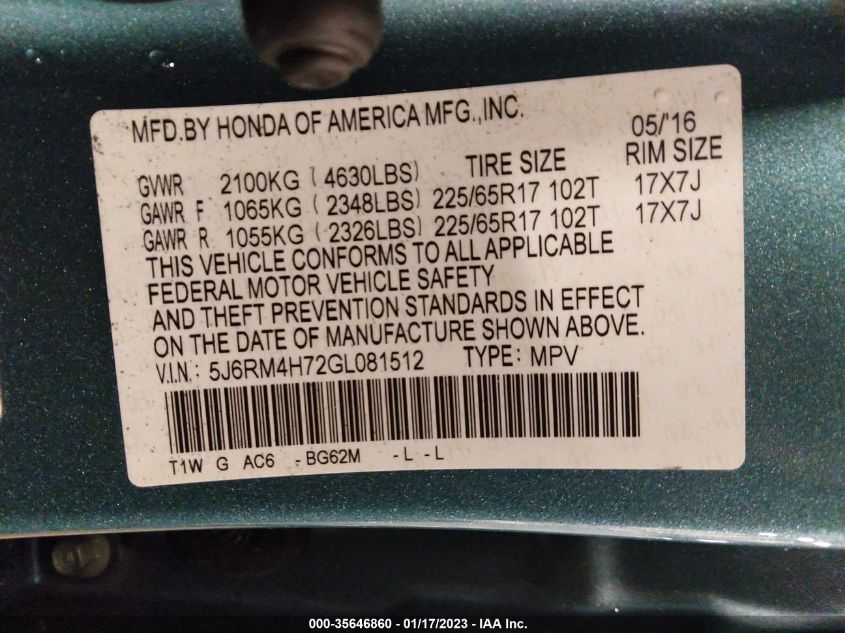 MFD.BY HONDA OF AMERICA MFG.,INC. 05/'16
TIRE SIZE RIM SIZE
GVWR 2100KG (4630LBS)
GAWR F 1065KG (2348LBS) 225/65R17 102T 17X7J
GAWR R 1055KG (2326LBS) 225/65R17 102T 17X7J
THIS VEHICLE CONFORMS TO ALL APPLICABLE
FEDERAL MOTOR VEHICLE SAFETY
AND THEFT PREVENTION STANDARDS IN EFFECT
ON THE DATE OF MANUFACTURE SHOWN ABOVE.
V.I.N.: 5J6RM4H72GL081512 TYPE: MPV
T1W G AC6 -BG62M -L -L
000-35646860 - 01/17/2023 - IAA Inc.